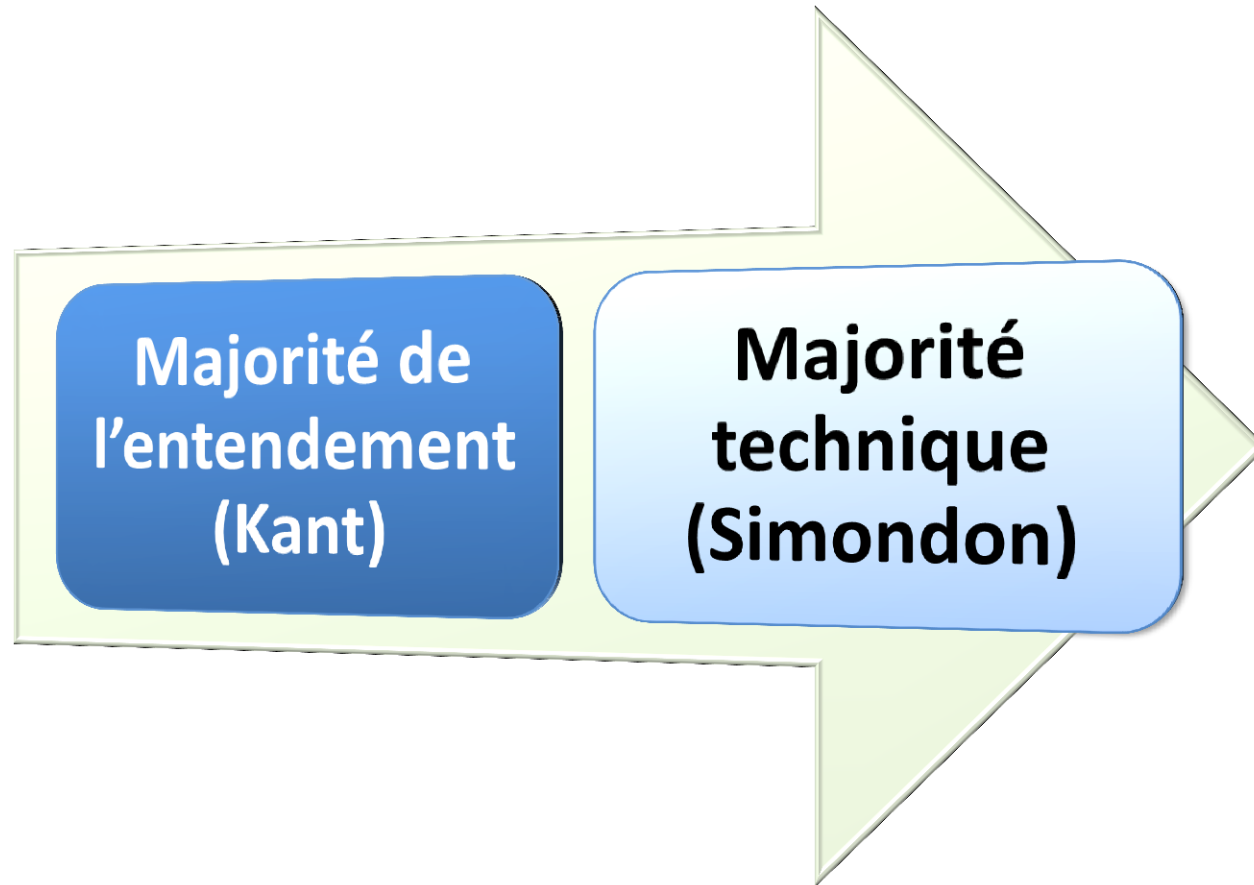 Majorité de
l’entendement
(Kant)
Majorité
technique
(Simondon)